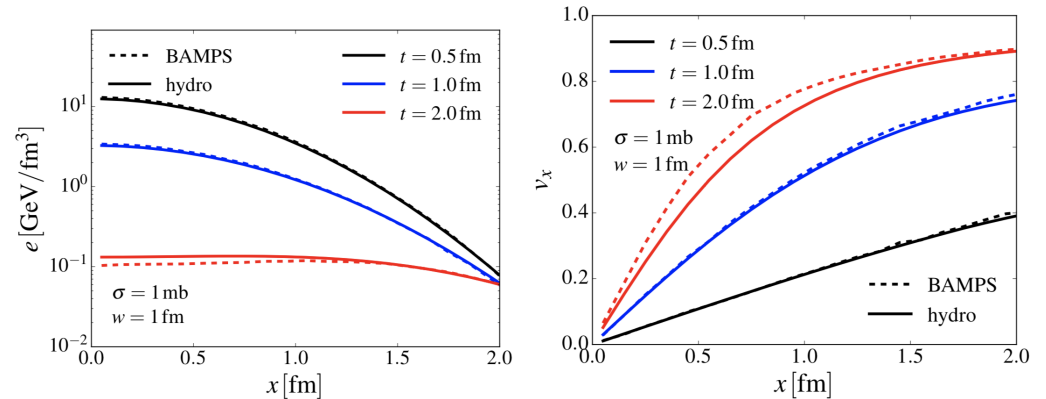 BAMPS
hydro
t = 0.5 fm
t = 1.0 fm
t = 2.0 fm
10¹
10⁰
10⁻¹
10⁻²
e [GeV/fm³]
σ = 1 mb
w = 1 fm
0.0 0.5 1.0 1.5 2.0
x [fm]
1.0
0.8
0.6
0.4
0.2
0.0
v_x
t = 0.5 fm
t = 1.0 fm
t = 2.0 fm
σ = 1 mb
w = 1 fm
BAMPS
hydro
0.0 0.5 1.0 1.5 2.0
x [fm]